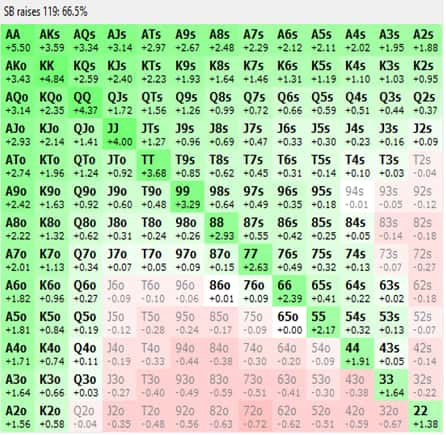 SB raises 119: 66.5%
AA AKs AQs AJs ATs A9s A8s A7s A6s A5s A4s A3s A2s
+5.50 +3.59 +3.34 +3.14 +2.97 +2.67 +2.48 +2.29 +2.12 +2.11 +2.02 +1.95 +1.88
AKo KK KQs KJs KTs K9s K8s K7s K6s K5s K4s K3s K2s
+3.43 +4.84 +2.59 +2.40 +2.23 +1.93 +1.64 +1.46 +1.31 +1.19 +1.10 +1.03 +0.95
AQo KQo QQ QJs QTs Q9s Q8s Q7s Q6s Q5s Q4s Q3s Q2s
+3.14 +2.35 +4.37 +1.72 +1.56 +1.26 +0.99 +0.72 +0.66 +0.59 +0.51 +0.44 +0.37
AJo KJo QJo JJ JTs J9s J8s J7s J6s J5s J4s J3s J2s
+2.93 +2.14 +1.41 +4.00 +1.27 +0.96 +0.69 +0.47 +0.33 +0.30 +0.23 +0.16 +0.09
ATo KTo QTo JTo TT T9s T8s T7s T6s T5s T4s T3s T2s
+2.74 +1.96 +1.24 +0.92 +3.68 +0.85 +0.62 +0.45 +0.31 +0.14 +0.10 +0.03 -0.04
A9o K9o Q9o J9o T9o 99 98s 97s 96s 95s 94s 93s 92s
+2.42 +1.63 +0.92 +0.60 +0.48 +3.29 +0.64 +0.49 +0.35 +0.18 -0.01 -0.05 -0.12
A8o K8o Q8o J8o T8o 98o 88 87s 86s 85s 84s 83s 82s
+2.22 +1.32 +0.62 +0.31 +0.24 +0.26 +2.93 +0.55 +0.42 +0.25 +0.05 -0.14 -0.18
A7o K7o Q7o J7o T7o 97o 87o 77 76s 75s 74s 73s 72s
+2.01 +1.13 +0.34 +0.07 +0.05 +0.09 +0.15 +2.63 +0.49 +0.32 +0.13 -0.07 -0.27
A6o K6o Q6o J6o T6o 96o 86o 76o 66 65s 64s 63s 62s
+1.82 +0.96 +0.27 -0.09 -0.10 -0.06 +0.01 +0.09 +2.39 +0.41 +0.22 +0.02 -0.18
A5o K5o Q5o J5o T5o 95o 85o 75o 65o 55 54s 53s 52s
+1.81 +0.84 +0.19 -0.12 -0.28 -0.24 -0.17 -0.09 +0.00 +2.17 +0.32 +0.13 -0.07
A4o K4o Q4o J4o T4o 94o 84o 74o 64o 54o 44 43s 42s
+1.71 +0.74 +0.11 -0.19 -0.33 -0.44 -0.38 -0.30 -0.20 -0.09 +1.91 +0.05 -0.14
A3o K3o Q3o J3o T3o 93o 83o 73o 63o 53o 43o 33 32s
+1.64 +0.66 +0.03 -0.27 -0.40 -0.49 -0.59 -0.51 -0.41 -0.30 -0.38 +1.64 -0.22
A2o K2o Q2o J2o T2o 92o 82o 72o 62o 52o 42o 32o 22
+1.56 +0.58 -0.04 -0.35 -0.48 -0.56 -0.63 -0.72 -0.62 -0.51 -0.59 -0.67 +1.38